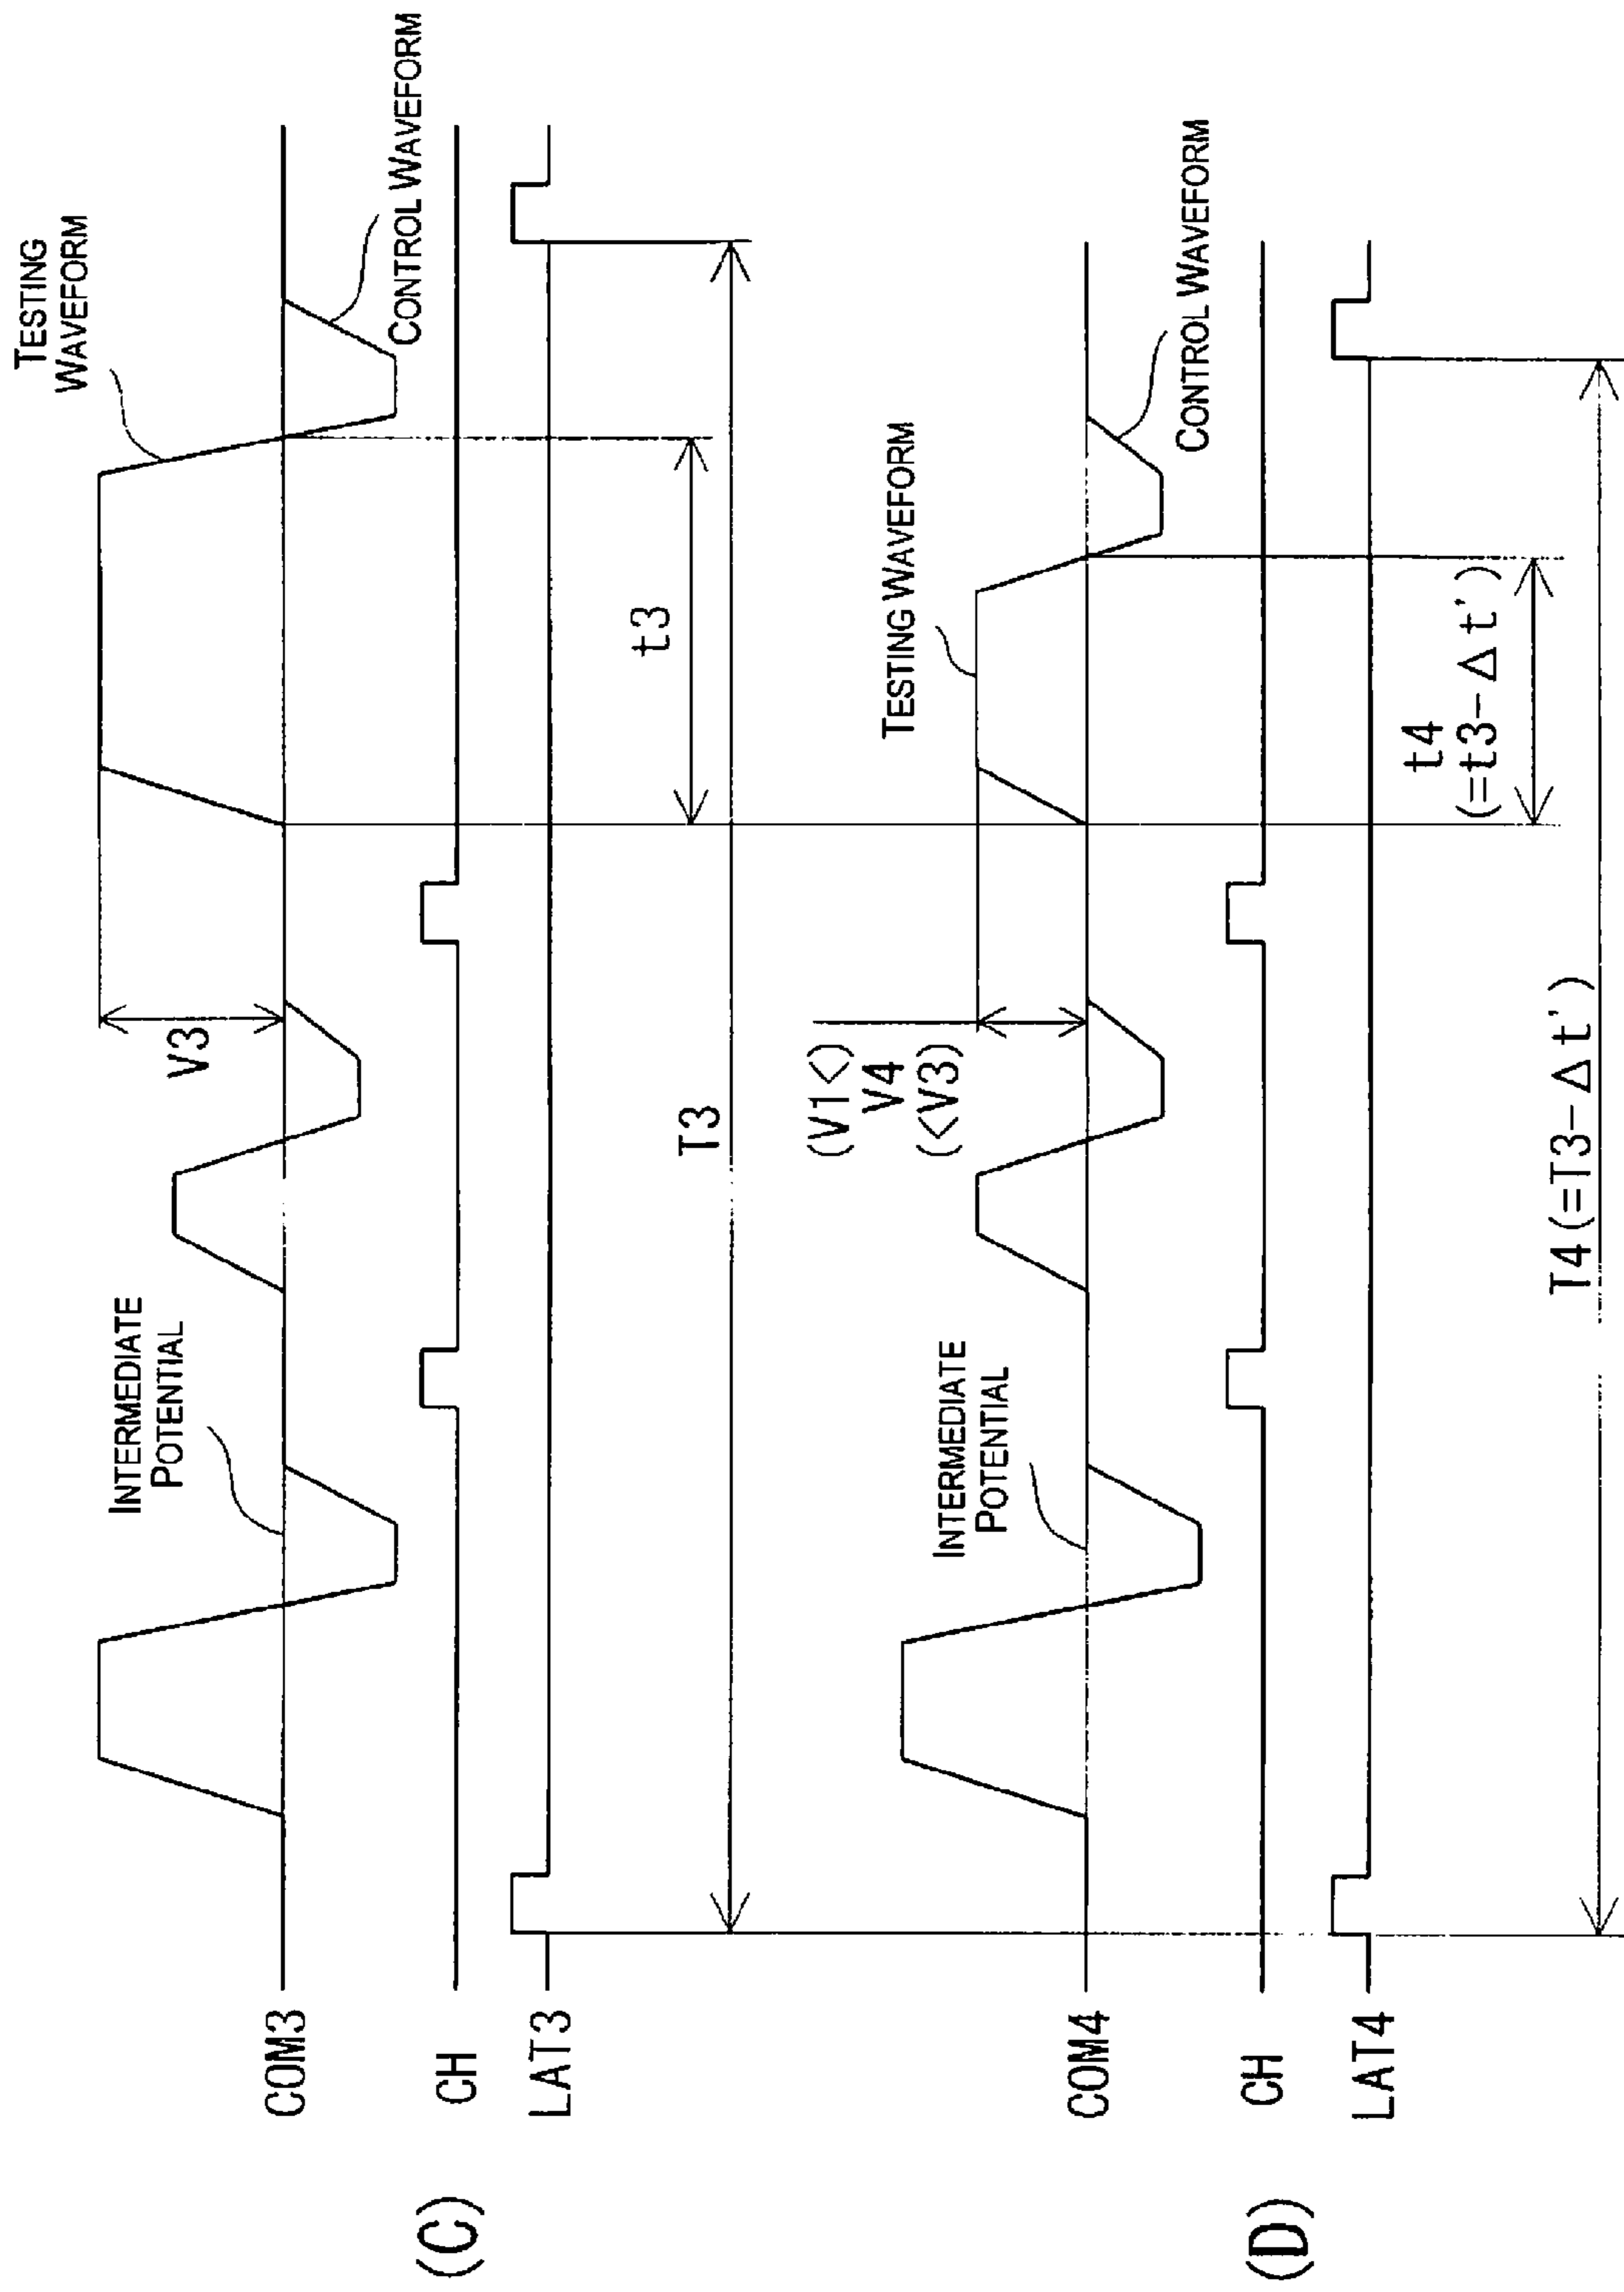 (C)
COM3
CH
LAT3
INTERMEDIATE
POTENTIAL
V3
TESTING
WAVEFORM
CONTROL WAVEFORM
t3
T3
(D)
COM4
CH
LAT4
INTERMEDIATE
POTENTIAL
(V1<)
V4
(<V3)
TESTING WAVEFORM
CONTROL WAVEFORM
t4
(=t3-Δt')
T4(=T3-Δt')